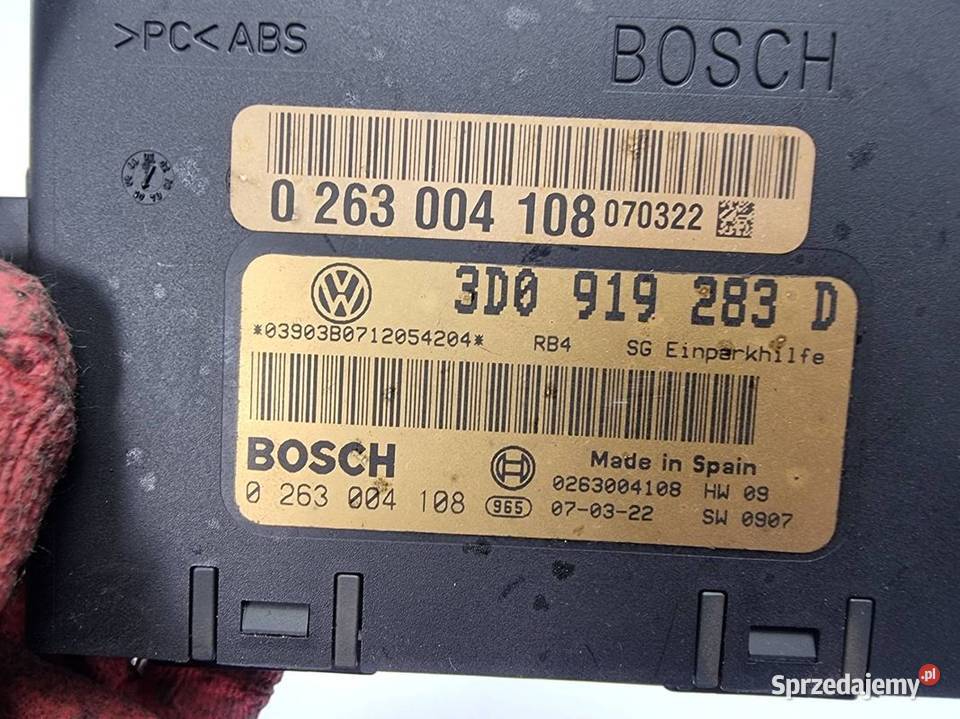 >PC<ABS
BOSCH
0 263 004 108 070322
3D0 919 283 D
*03903B0712054204* RB4 SG Einparkhilfe
BOSCH
Made in Spain
0263004108 HW 09
0 263 004 108 965 07-03-22 SW 0907
Sprzedajemy.pl